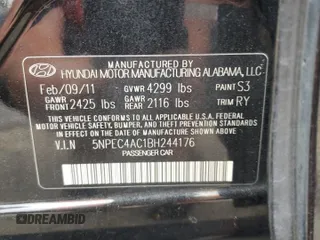 MANUFACTURED BY
HYUNDAI MOTOR MANUFACTURING ALABAMA, LLC
Feb/09/11 GVWR 4299 lbs PAINT S3
GAWR FRONT 2425 lbs GAWR REAR 2116 lbs TRIM RY
THIS VEHICLE CONFORMS TO ALL APPLICABLE
FEDERAL MOTOR VEHICLE SAFETY, BUMPER, AND
THEFT PREVENTION STANDARDS IN EFFECT ON THE
DATE OF MANUFACTURE SHOWN ABOVE.
V.I.N 5NPEC4AC1BH244176
PASSENGER CAR
©AMERBID